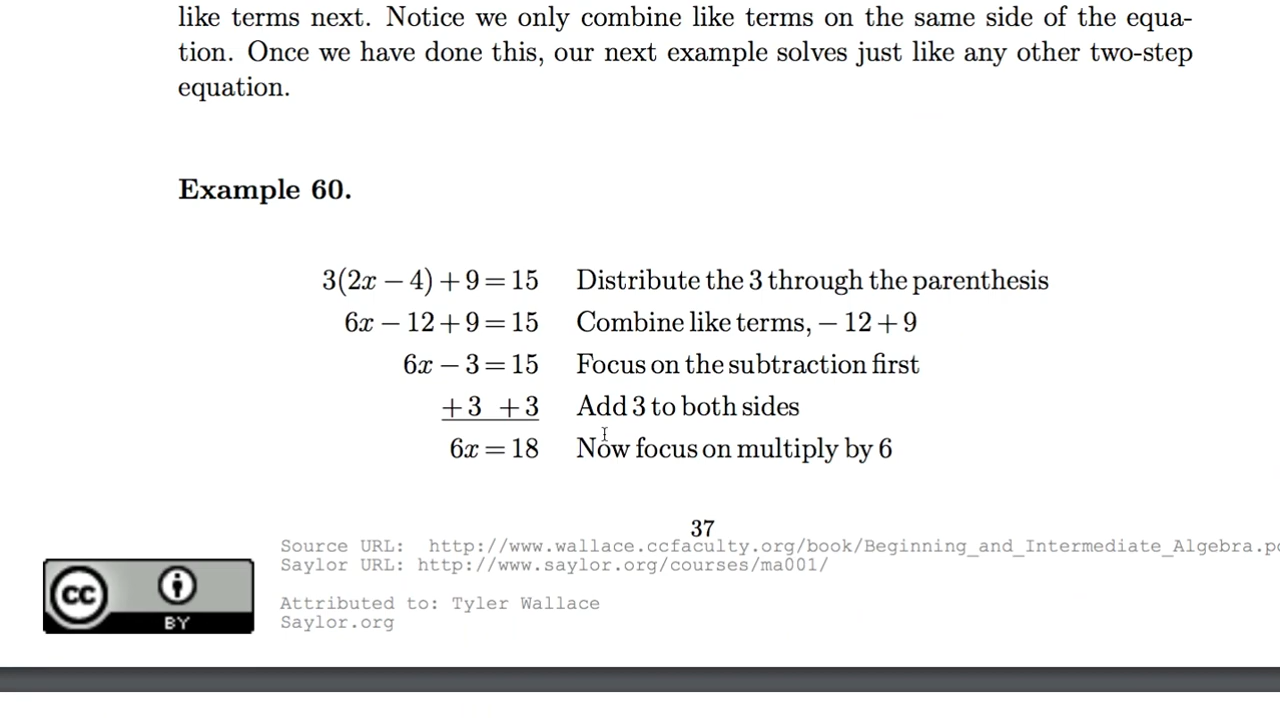 like terms next. Notice we only combine like terms on the same side of the equa-
tion. Once we have done this, our next example solves just like any other two-step
equation.
Example 60.
3(2x − 4) + 9 = 15 Distribute the 3 through the parenthesis
6x − 12 + 9 = 15 Combine like terms, − 12 + 9
6x − 3 = 15 Focus on the subtraction first
+ 3 + 3 Add 3 to both sides
6x = 18 Now focus on multiply by 6
37
Source URL: http://www.wallace.ccfaculty.org/book/Beginning_and_Intermediate_Algebra.p
Saylor URL: http://www.saylor.org/courses/ma001/
Attributed to: Tyler Wallace
Saylor.org
cc
BY